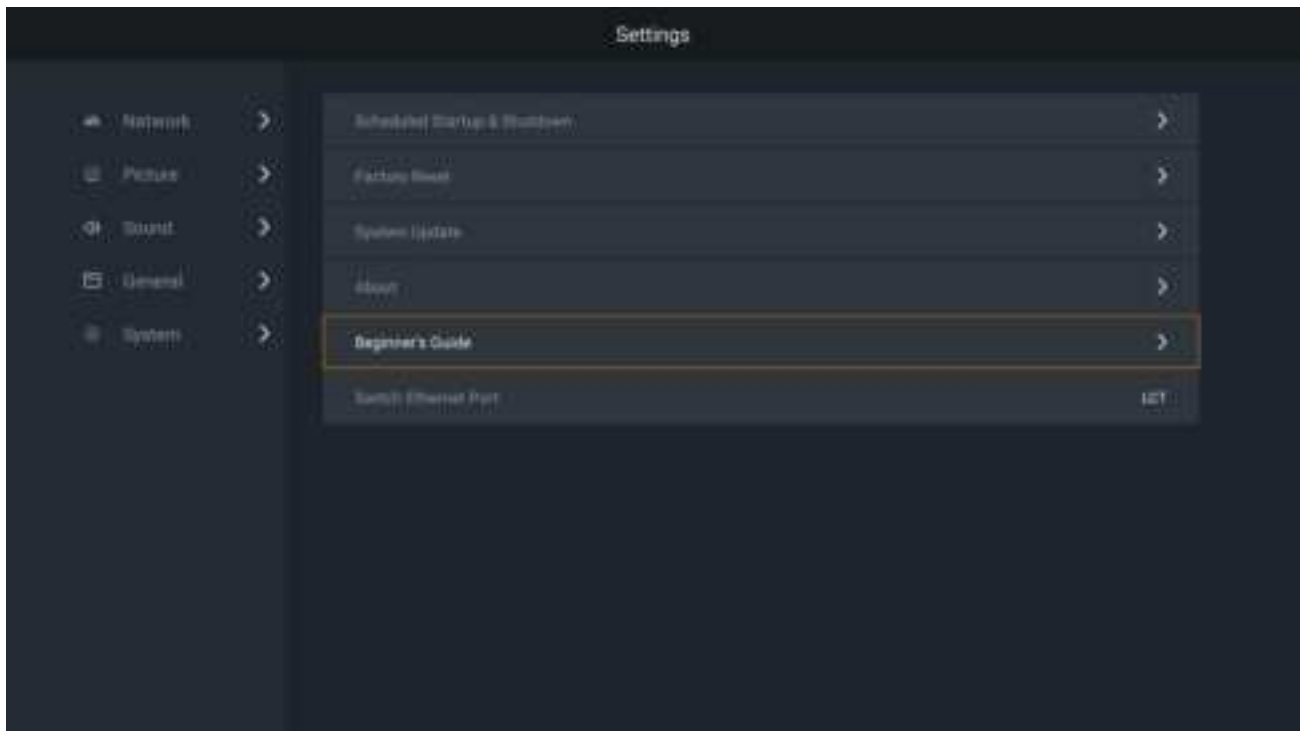 Settings
Network
Picture
Sound
General
System
Scheduled Startup & Shutdown
Factory Reset
System Update
About
Beginner's Guide
Switch Ethernet Port